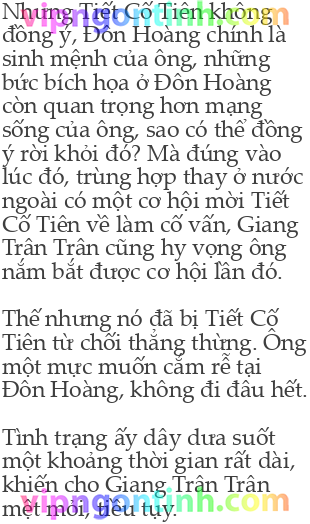 Nhưng Tiết Cố Tiên không
đồng ý, Đôn Hoàng chính là
sinh mệnh của ông, những
bức bích họa ở Đôn Hoàng
còn quan trọng hơn mạng
sống của ông, sao có thể đồng
ý rời khỏi đó? Mà đúng vào
lúc đó, trùng hợp thay ở nước
ngoài có một cơ hội mời Tiết
Cố Tiên về làm cố vấn, Giang
Trân Trân cũng hy vọng ông
nắm bắt được cơ hội lần đó.
Thế nhưng nó đã bị Tiết Cố
Tiên từ chối thẳng thừng. Ông
một mực muốn cắm rễ tại
Đôn Hoàng, không đi đâu hết.
Tình trạng ấy dây dưa suốt
một khoảng thời gian rất dài,
khiến cho Giang Trân Trân
mệt mỏi, tiều tụy.
vipngontinh.com
vipngontinh.com